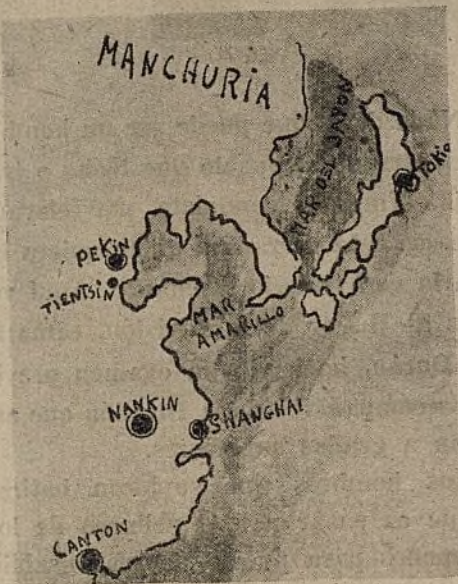 MANCHURIA
MAR DEL JAPON
TOKIO
PEKIN
TIENTSIN
MAR
AMARILLO
NANKIN
SHANGHAI
CANTON